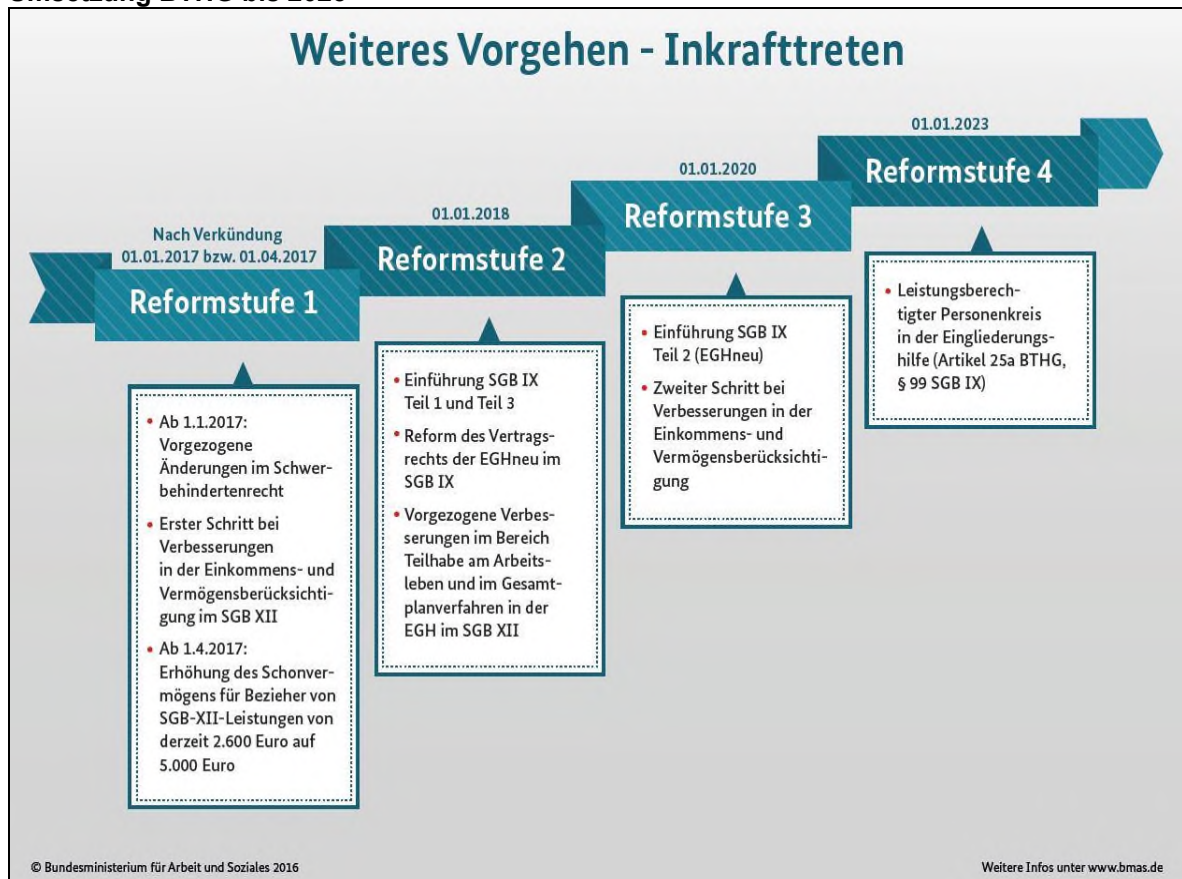 Weiteres Vorgehen - Inkrafttreten
Nach Verkündung
01.01.2017 bzw. 01.04.2017
Reformstufe 1
• Ab 1.1.2017:
Vorgezogene
Änderungen im Schwer-
behindertenrecht
• Erster Schritt bei
Verbesserungen
in der Einkommens- und
Vermögensberücksichti-
gung im SGB XII
• Ab 1.4.2017:
Erhöhung des Schonver-
mögens für Bezieher von
SGB-XII-Leistungen von
derzeit 2.600 Euro auf
5.000 Euro
01.01.2018
Reformstufe 2
• Einführung SGB IX
Teil 1 und Teil 3
• Reform des Vertrags-
rechts der EGHneu im
SGB IX
• Vorgezogene Verbes-
serungen im Bereich
Teilhabe am Arbeits-
leben und im Gesamt-
planverfahren in der
EGH im SGB XII
01.01.2020
Reformstufe 3
• Einführung SGB IX
Teil 2 (EGHneu)
• Zweiter Schritt bei
Verbesserungen in der
Einkommens- und
Vermögensberücksichti-
gung
01.01.2023
Reformstufe 4
• Leistungsberech-
tigter Personenkreis
in der Eingliederungs-
hilfe (Artikel 25a BTHG,
§ 99 SGB IX)
© Bundesministerium für Arbeit und Soziales 2016
Weitere Infos unter www.bmas.de